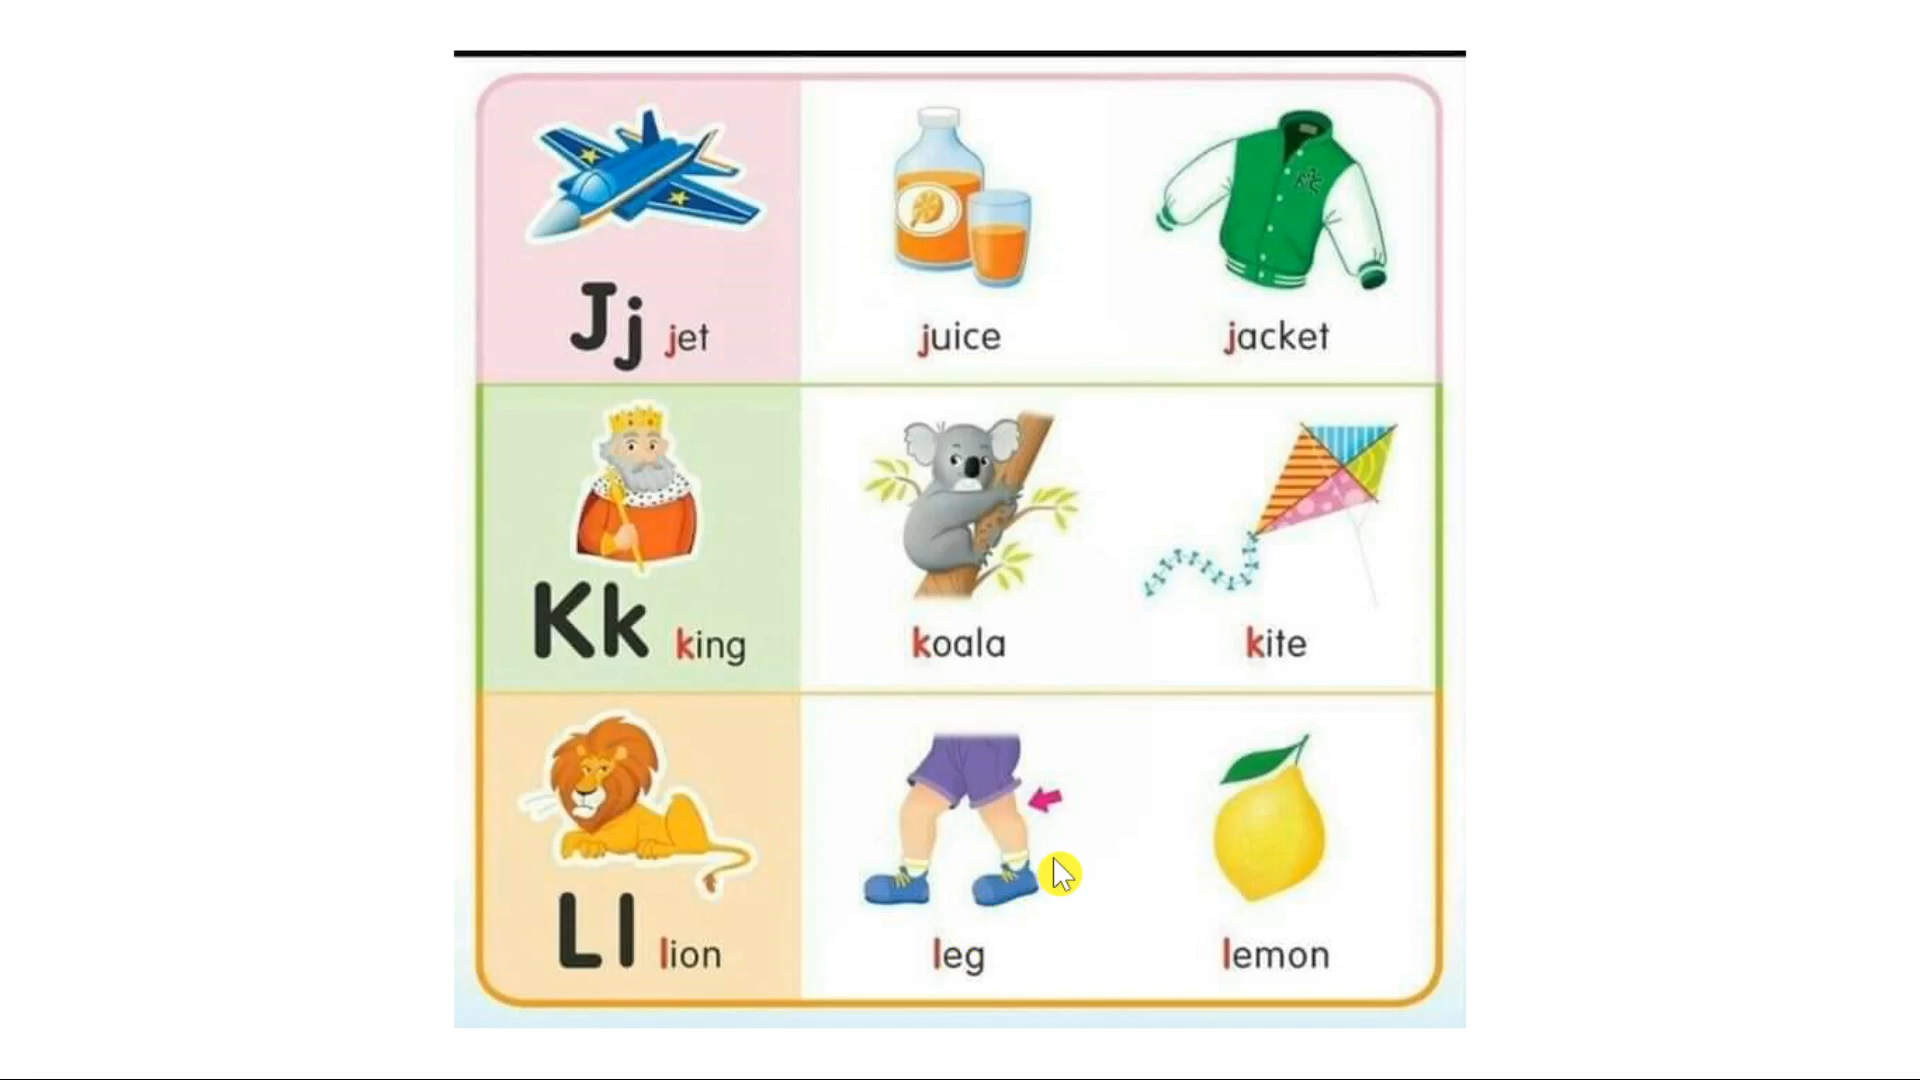 Jj jet
juice
jacket
Kk king
koala
kite
Ll lion
leg
lemon